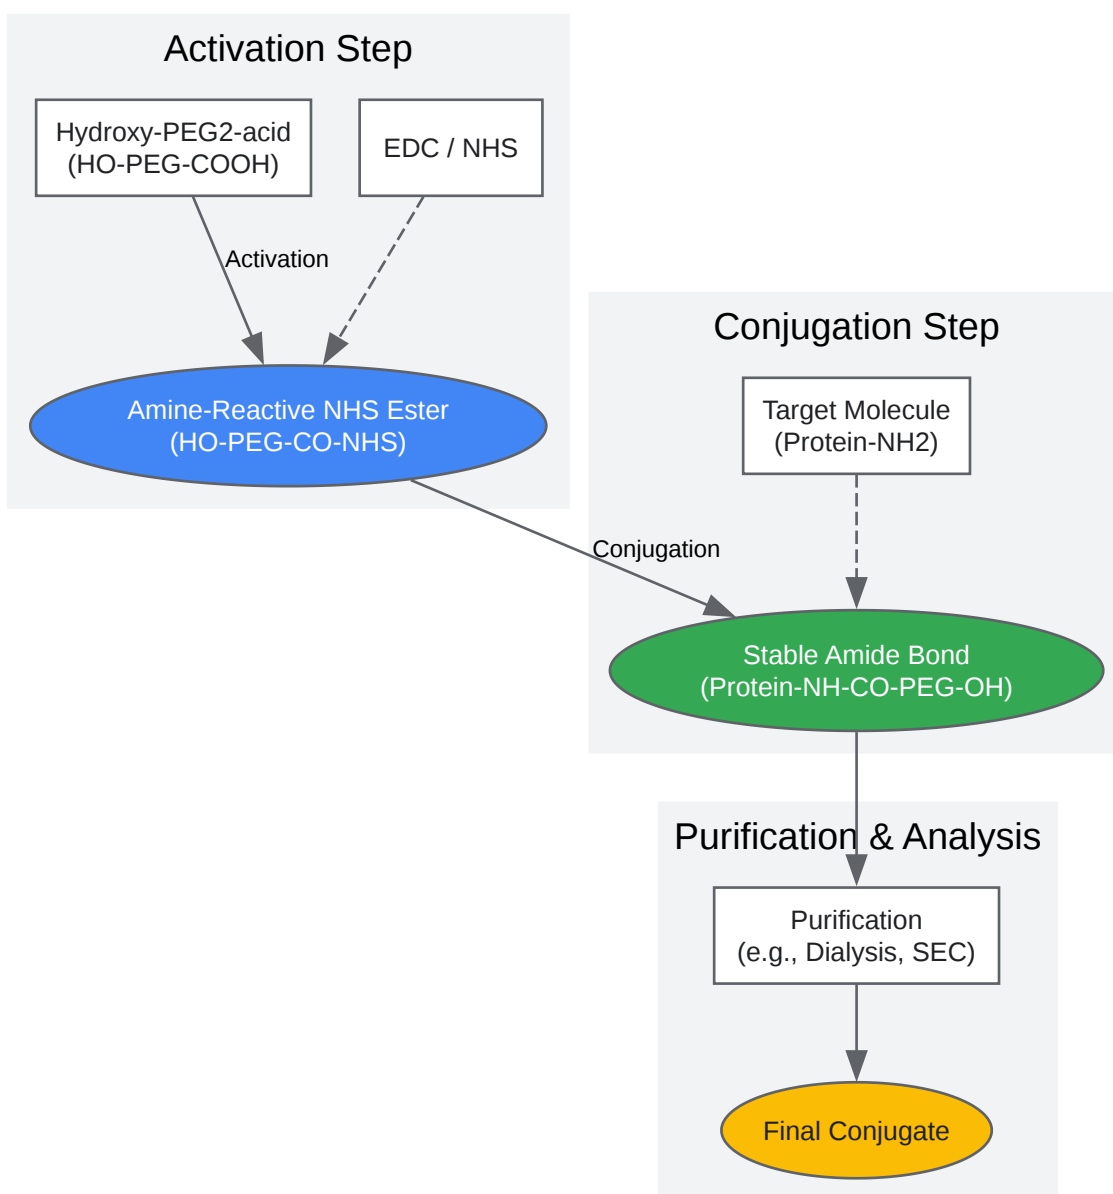 Activation Step
Hydroxy-PEG2-acid
(HO-PEG-COOH)
EDC / NHS
Activation
Amine-Reactive NHS Ester
(HO-PEG-CO-NHS)
Conjugation Step
Target Molecule
(Protein-NH2)
Conjugation
Stable Amide Bond
(Protein-NH-CO-PEG-OH)
Purification & Analysis
Purification
(e.g., Dialysis, SEC)
Final Conjugate